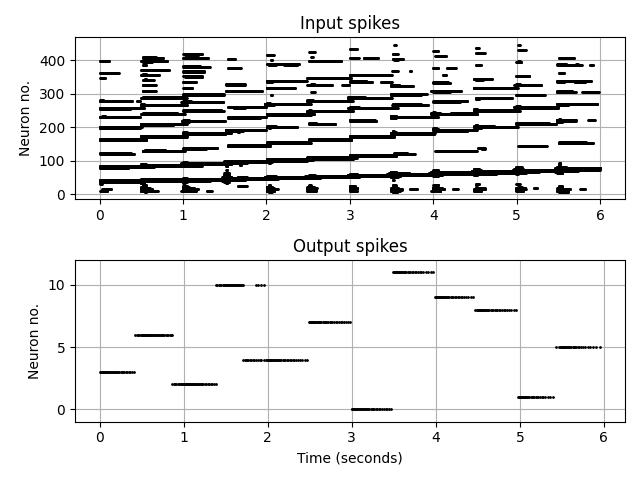 Input spikes
Neuron no.
400
300
200
100
0
0 1 2 3 4 5 6
Output spikes
Neuron no.
10
5
0
0 1 2 3 4 5 6
Time (seconds)